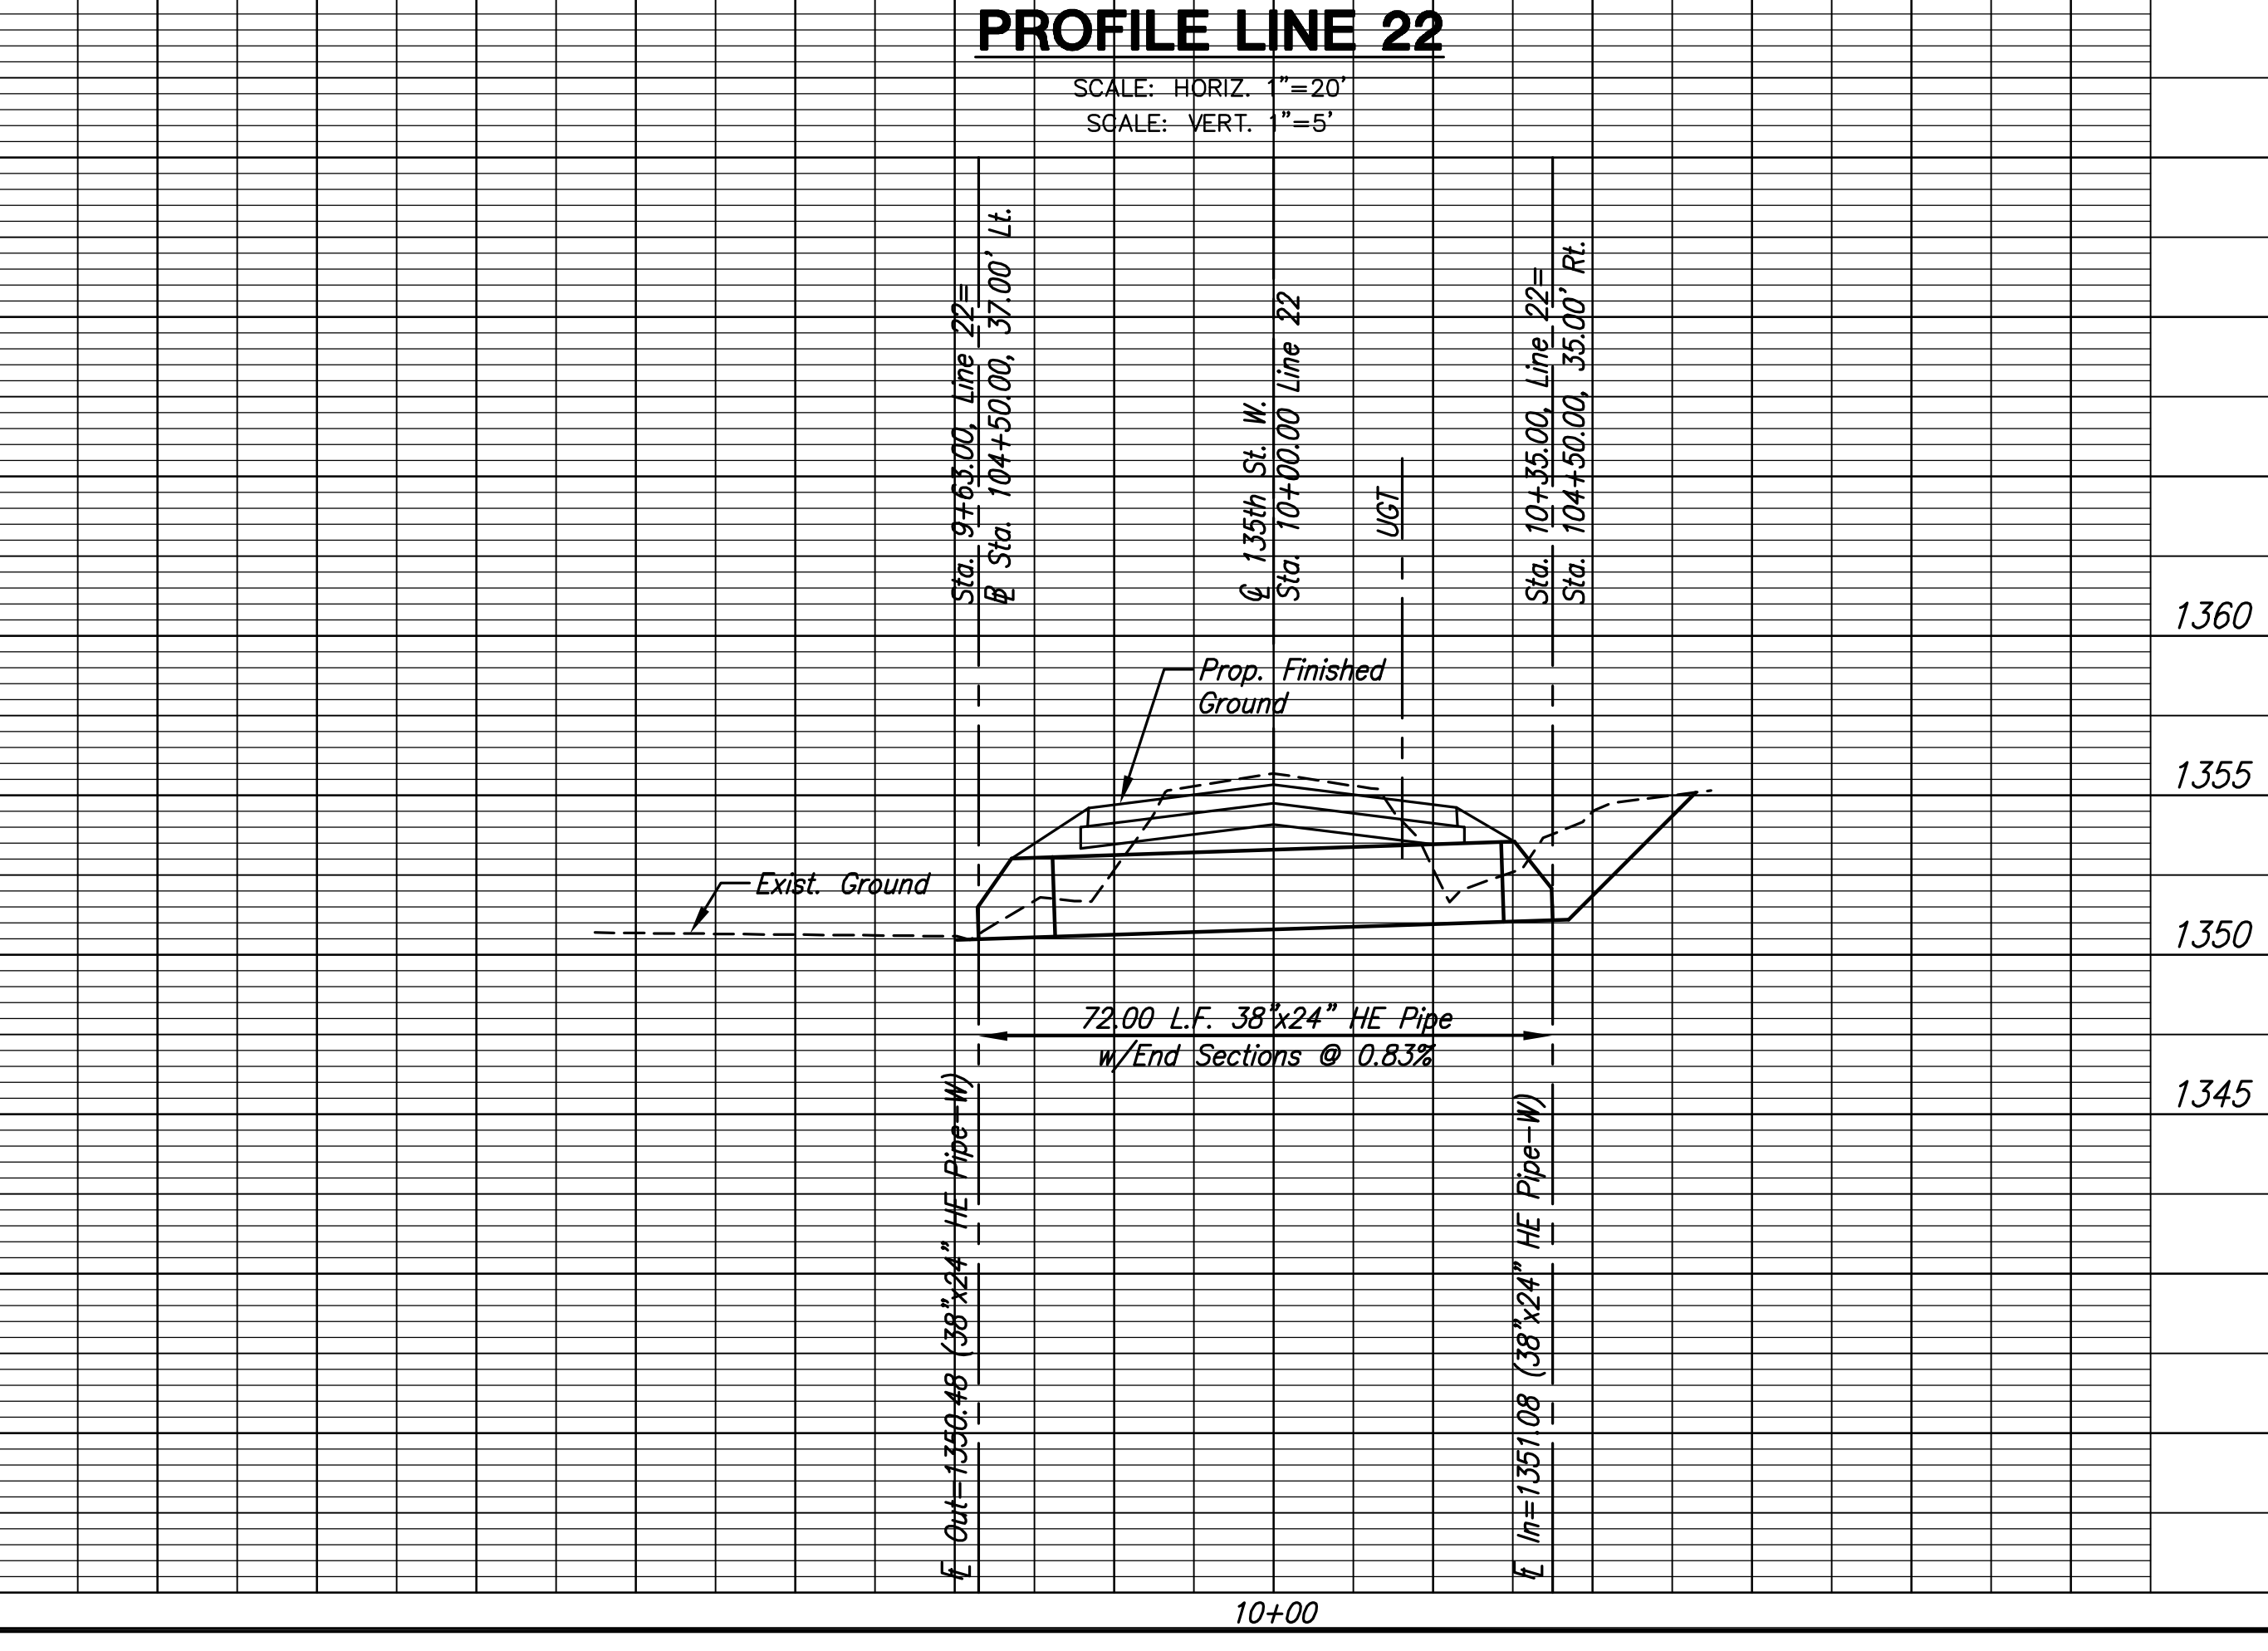 PROFILE LINE 22
SCALE: HORIZ. 1"=20'
SCALE: VERT. 1"=5'
Sta. 9+63.00, Line 22=
℄ Sta. 104+50.00, 37.00' Lt.
℄ 135th St. W.
Sta. 10+00.00 Line 22
UGT
Sta. 10+35.00, Line 22=
Sta. 104+50.00, 35.00' Rt.
1360
Prop. Finished
Ground
1355
Exist. Ground
1350
72.00 L.F. 38"x24" HE Pipe
w/End Sections @ 0.83%
1345
Out=1350.48 (38"x24" HE Pipe-W)
In=1351.08 (38"x24" HE Pipe-W)
10+00